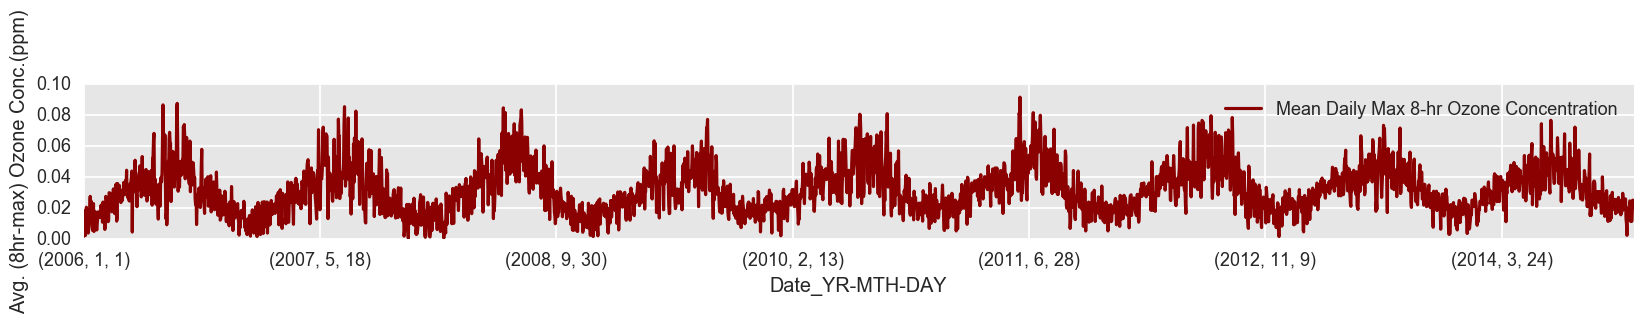 Avg. (8hr-max) Ozone Conc.(ppm)
0.10
0.08
0.06
0.04
0.02
0.00
Mean Daily Max 8-hr Ozone Concentration
(2006, 1, 1)
(2007, 5, 18)
(2008, 9, 30)
(2010, 2, 13)
(2011, 6, 28)
(2012, 11, 9)
(2014, 3, 24)
Date_YR-MTH-DAY